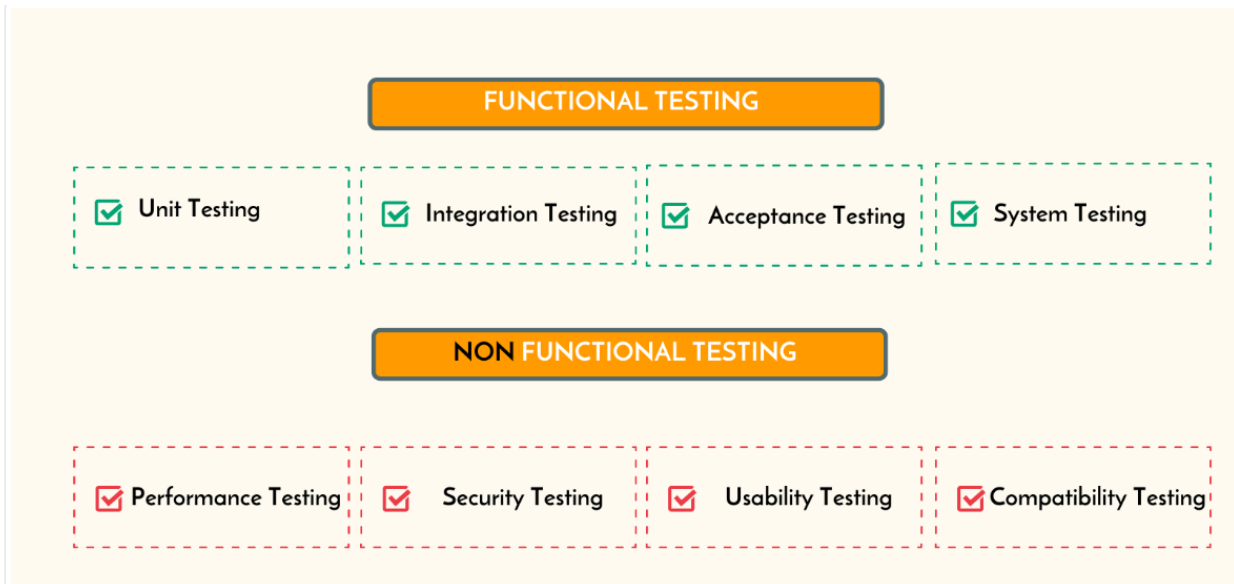 FUNCTIONAL TESTING
Unit Testing
Integration Testing
Acceptance Testing
System Testing
NON FUNCTIONAL TESTING
Performance Testing
Security Testing
Usability Testing
Compatibility Testing